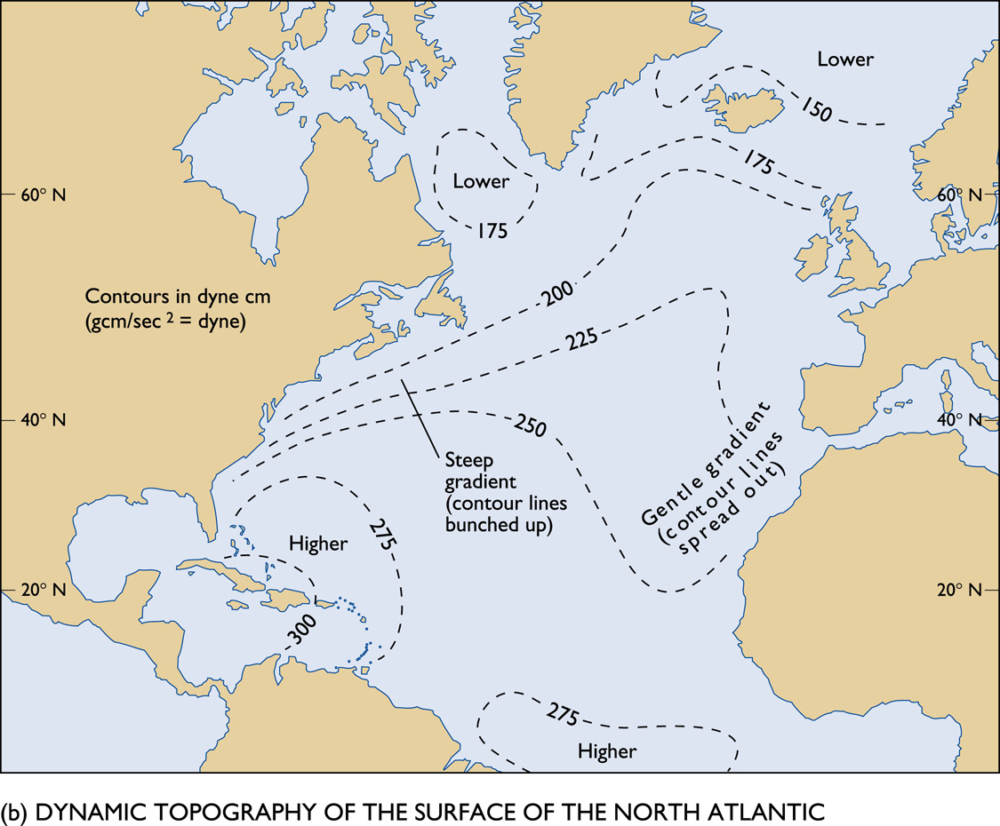 Lower
150
175
60° N
60° N
Lower
175
Contours in dyne cm
(gcm/sec 2 = dyne)
200
225
40° N
40° N
250
Steep
gradient
(contour lines
bunched up)
Gentle gradient
(contour lines
spread out)
275
Higher
20° N
20° N
300
275
Higher
(b) DYNAMIC TOPOGRAPHY OF THE SURFACE OF THE NORTH ATLANTIC